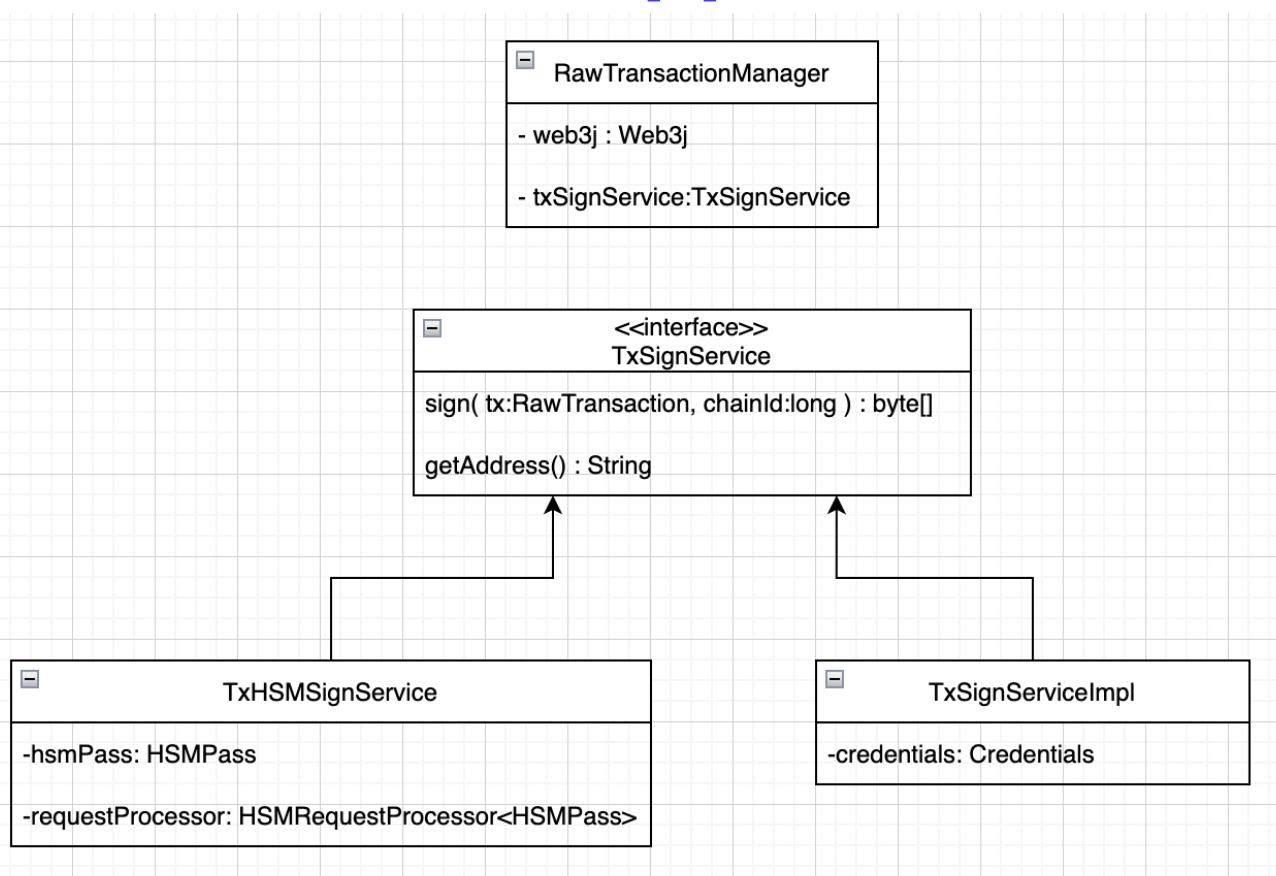 RawTransactionManager
- web3j : Web3j
- txSignService:TxSignService
<<interface>>
TxSignService
sign( tx:RawTransaction, chainId:long ) : byte[]
getAddress() : String
TxHSMSignService
-hsmPass: HSMPass
-requestProcessor: HSMRequestProcessor<HSMPass>
TxSignServiceImpl
-credentials: Credentials